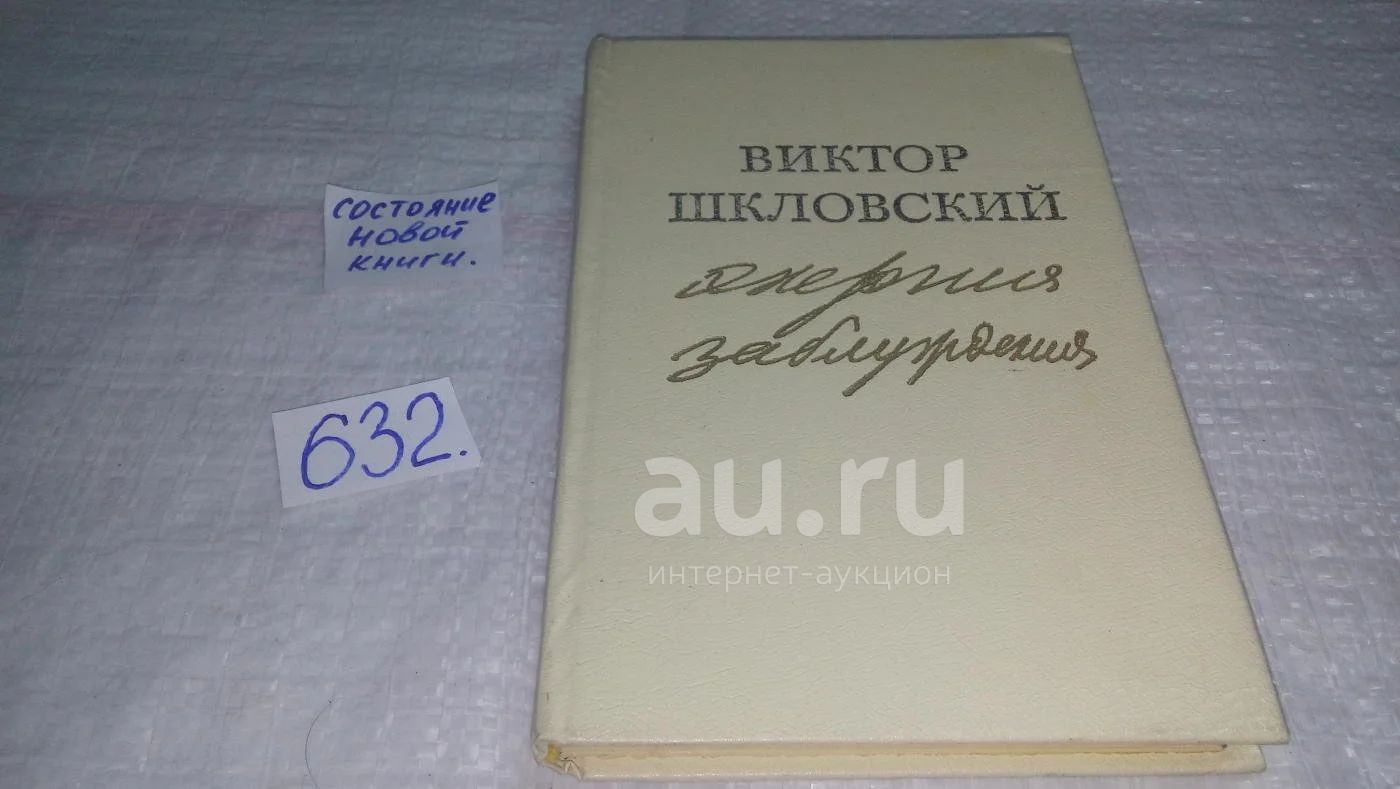 состояние
новой
книги.
632.
ВИКТОР
ШКЛОВСКИЙ
энергия
заблуждения
au.ru
интернет-аукцион